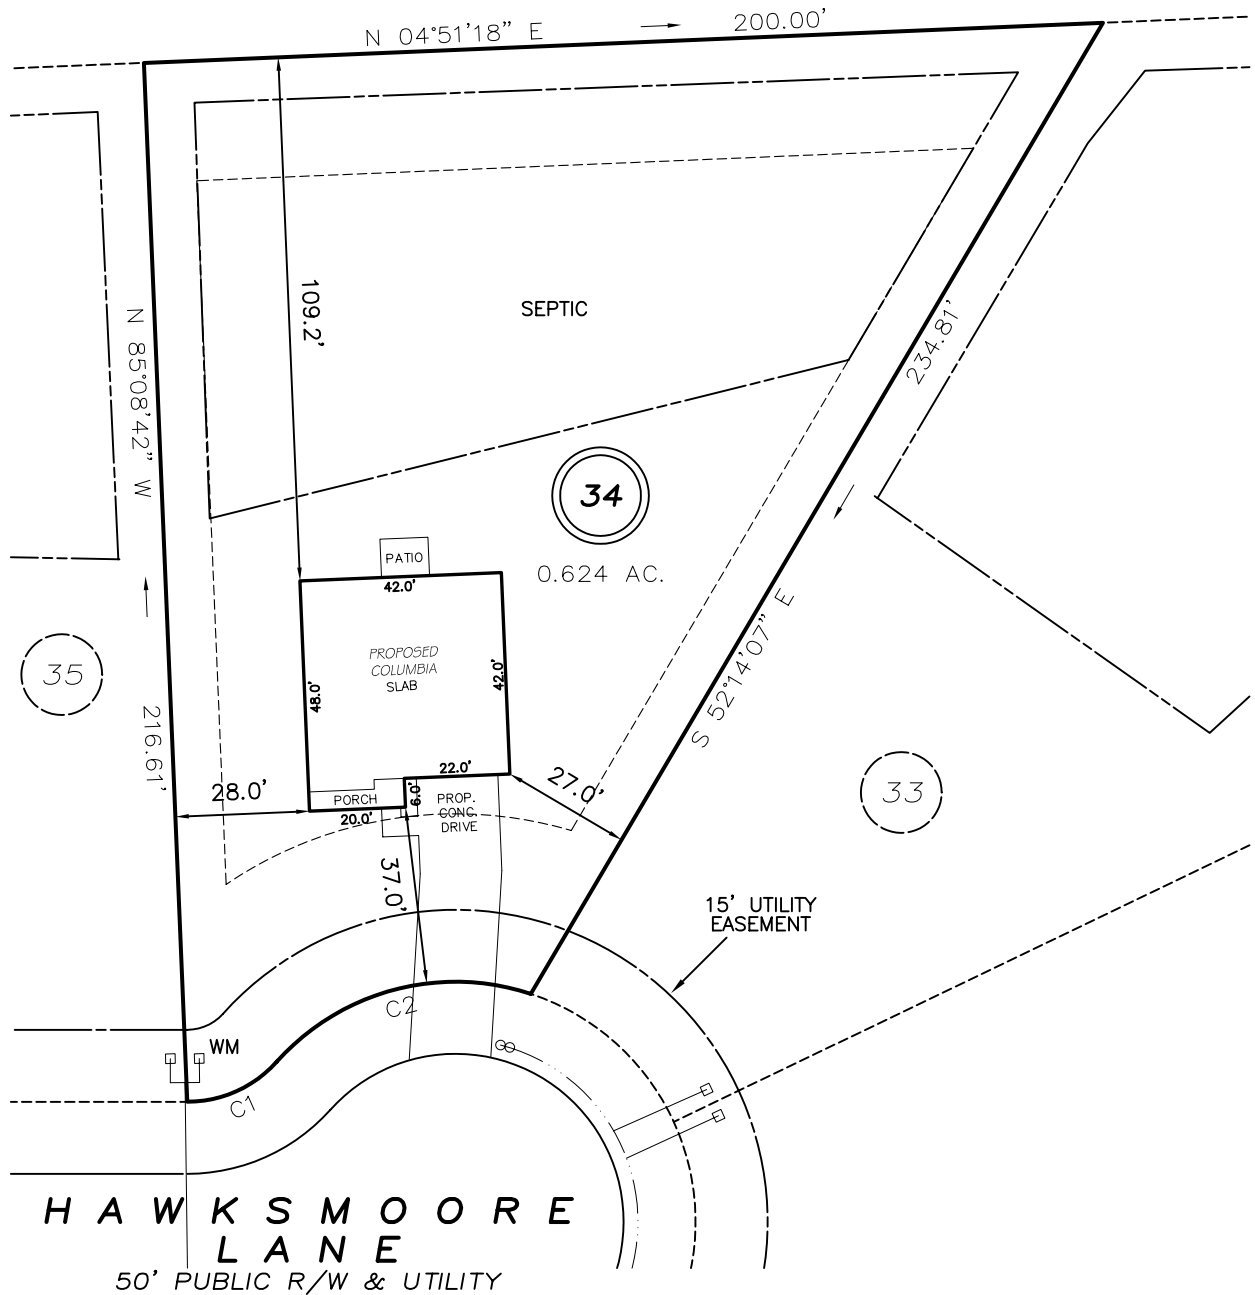 N 04°51'18" E
200.00'
109.2'
SEPTIC
N 85°08'42" W
234.81'
34
0.624 AC.
PATIO
42.0'
35
PROPOSED
COLUMBIA
SLAB
48.0'
42.0'
S 52°14'07" E
216.61'
28.0'
22.0'
27.0'
33
PORCH
6.0'
PROP.
CONC.
DRIVE
20.0'
37.0'
15' UTILITY
EASEMENT
C2
WM
C1
HAWKSMOORE
LANE
50' PUBLIC R/W & UTILITY